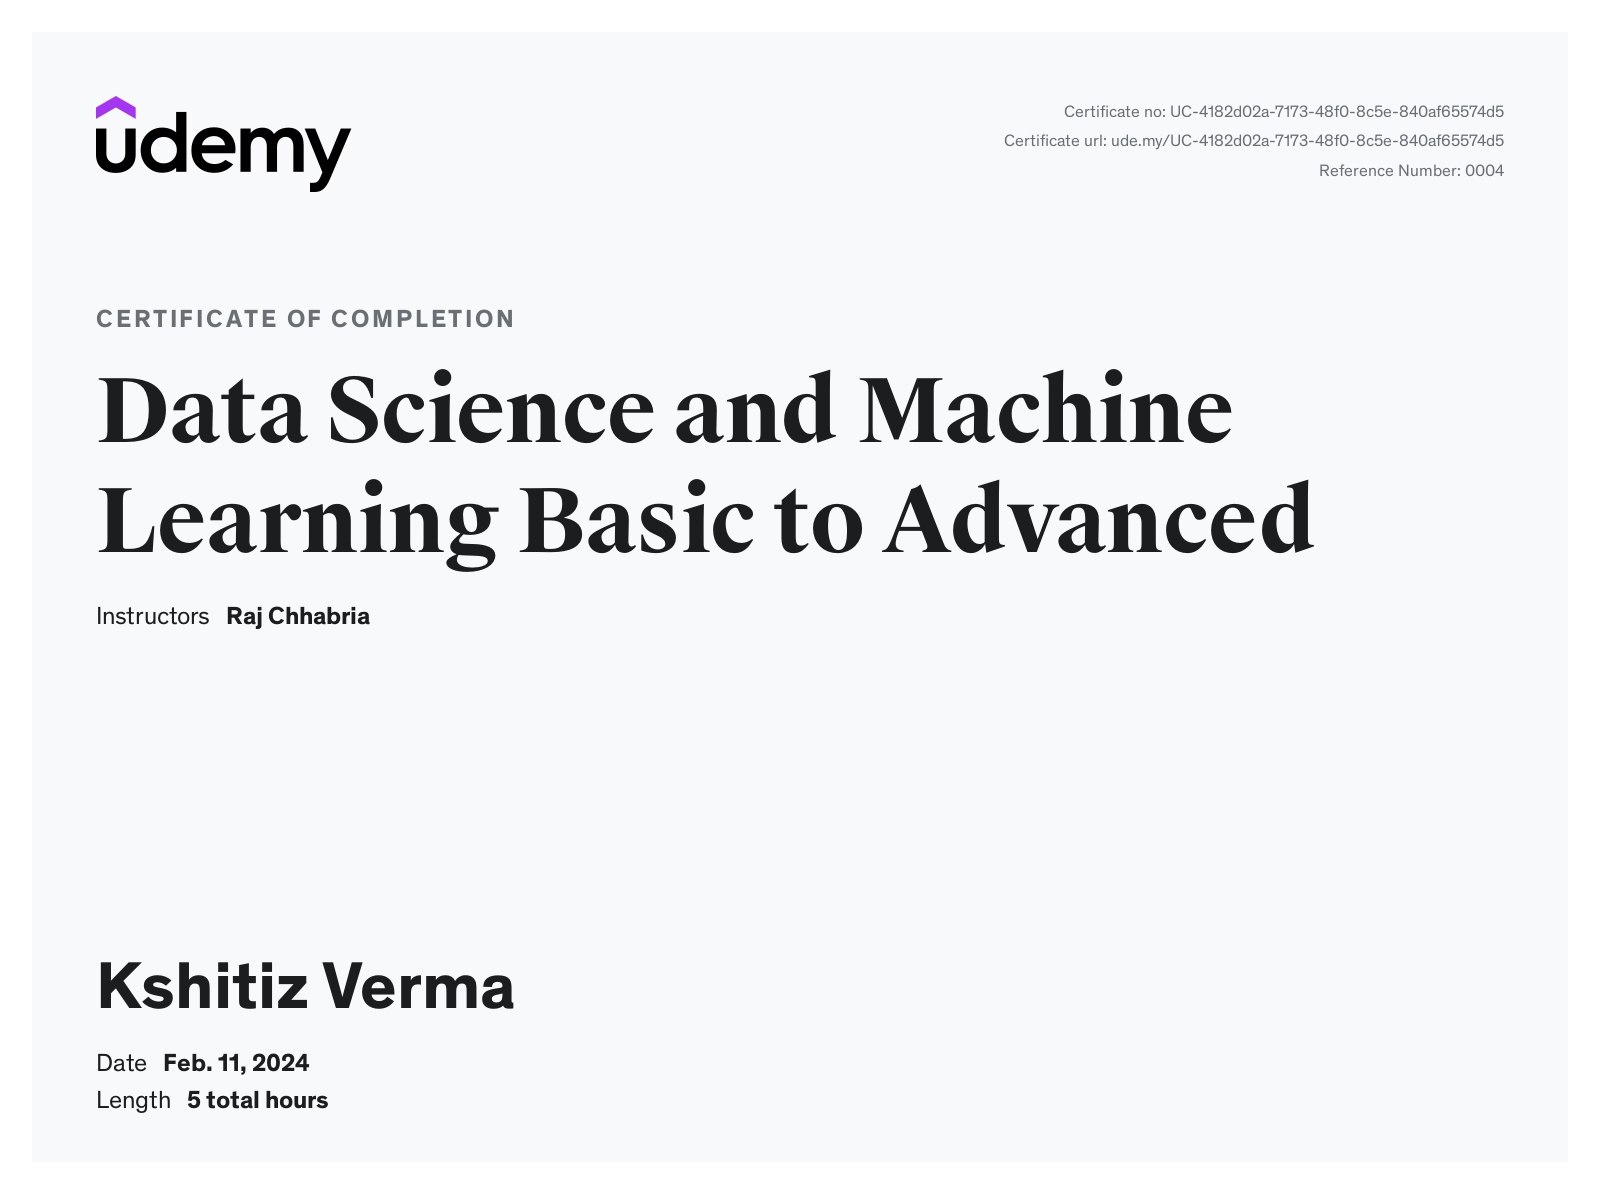 udemy
Certificate no: UC-4182d02a-7173-48f0-8c5e-840af65574d5
Certificate url: ude.my/UC-4182d02a-7173-48f0-8c5e-840af65574d5
Reference Number: 0004
CERTIFICATE OF COMPLETION
Data Science and Machine
Learning Basic to Advanced
Instructors Raj Chhabria
Kshitiz Verma
Date Feb. 11, 2024
Length 5 total hours